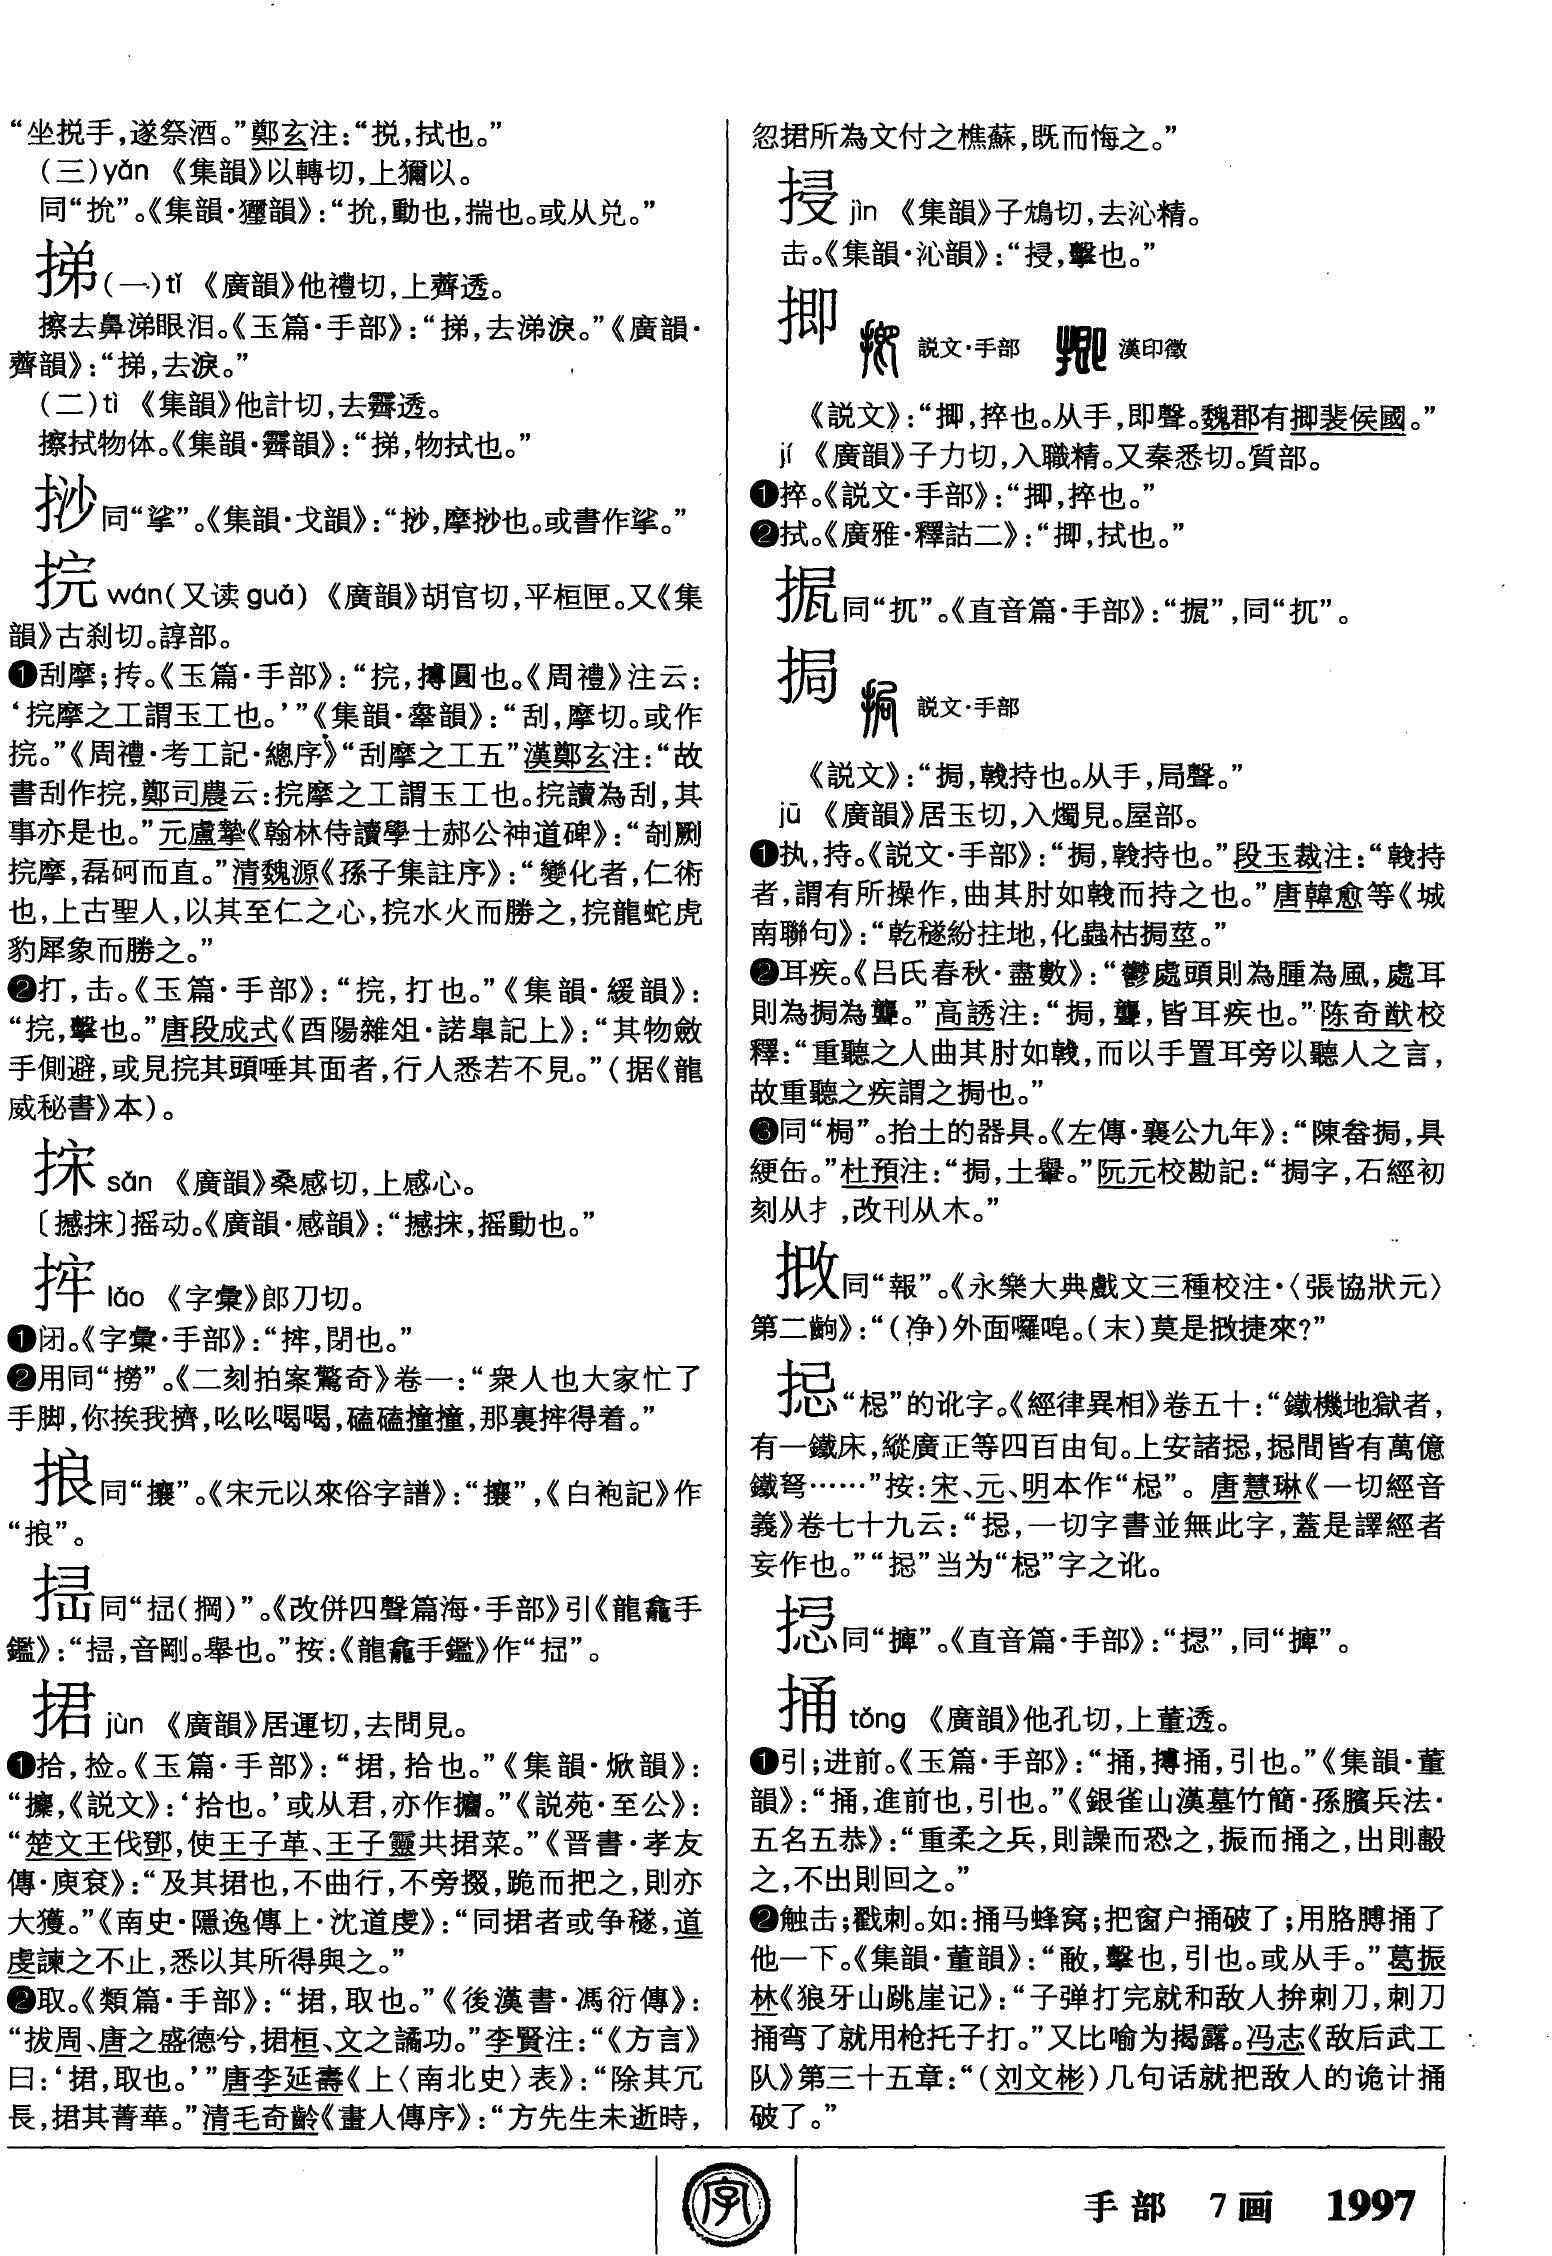 “坐挩手，遂祭酒。”鄭玄注：“挩，拭也。”
（三）yǎn 《集韻》以轉切，上獮以。
同“抁”。《集韻·獮韻》：“抁，動也，揣也。或从兑。”
挮（一）tǐ 《廣韻》他禮切，上薺透。
擦去鼻涕眼泪。《玉篇·手部》：“挮，去涕淚。”《廣韻·
薺韻》：“挮，去淚。”
（二）tì 《集韻》他計切，去霽透。
擦拭物体。《集韻·霽韻》：“挮，物拭也。”
挱同“挲”。《集韻·戈韻》：“挱，摩挱也。或書作挲。”
捖wán（又读guā） 《廣韻》胡官切，平桓匣。又《集
韻》古刹切。諄部。
❶刮摩；抟。《玉篇·手部》：“捖，摶圓也。《周禮》注云：
‘捖摩之工謂玉工也。’”《集韻·舝韻》：“刮，摩切。或作
捖。”《周禮·考工記·總序》“刮摩之工五”漢鄭玄注：“故
書刮作捖，鄭司農云：捖摩之工謂玉工也。捖讀為刮，其
事亦是也。”元盧摯《翰林侍讀學士郝公神道碑》：“剞劂
捖摩，磊砢而直。”清魏源《孫子集註序》：“變化者，仁術
也，上古聖人，以其至仁之心，捖水火而勝之，捖龍蛇虎
豹犀象而勝之。”
❷打，击。《玉篇·手部》：“捖，打也。”《集韻·緩韻》：
“捖，擊也。”唐段成式《酉陽雜俎·諾皋記上》：“其物斂
手側避，或見捖其頭唾其面者，行人悉若不見。”（据《龍
威秘書》本）。
㧲sǎn 《廣韻》桑感切，上感心。
〔撼㧲〕摇动。《廣韻·感韻》：“撼㧲，摇動也。”
㧯lāo 《字彙》郎刀切。
❶闭。《字彙·手部》：“㧯，閉也。”
❷用同“撈”。《二刻拍案驚奇》卷一：“衆人也大家忙了
手脚，你挨我擠，吆吆喝喝，磕磕撞撞，那裏㧯得着。”
㧴同“攘”。《宋元以來俗字譜》：“攘”，《白袍記》作
“㧴”。
同“㧏（掆）”。《改併四聲篇海·手部》引《龍龕手
鑑》：“，音剛。舉也。”按：《龍龕手鑑》作“㧏”。
捃jùn 《廣韻》居運切，去問見。
❶拾，捡。《玉篇·手部》：“捃，拾也。”《集韻·焮韻》：
“攈，《説文》：‘拾也。’或从君，亦作攟。”《説苑·至公》：
“楚文王伐鄧，使王子革、王子靈共捃菜。”《晋書·孝友
傳·庾袞》：“及其捃也，不曲行，不旁掇，跪而把之，則亦
大獲。”《南史·隱逸傳上·沈道虔》：“同捃者或争穟，道
虔諫之不止，悉以其所得與之。”
❷取。《類篇·手部》：“捃，取也。”《後漢書·馮衍傳》：
“拔周、唐之盛德兮，捃桓、文之譎功。”李賢注：“《方言》
曰：‘捃，取也。’”唐李延壽《上〈南北史〉表》：“除其冗
長，捃其菁華。”清毛奇齡《畫人傳序》：“方先生未逝時，
忽捃所為文付之樵蘇，既而悔之。”
㧲jìn 《集韻》子鴆切，去沁精。
击。《集韻·沁韻》：“，擊也。”
揤 説文·手部 漢印徵
《説文》：“揤，捽也。从手，即聲。魏郡有揤裴侯國。”
jí 《廣韻》子力切，入職精。又秦悉切。質部。
❶捽。《説文·手部》：“揤，捽也。”
❷拭。《廣雅·釋詁二》：“揤，拭也。”
同“扤”。《直音篇·手部》：“”，同“扤”。
挶 説文·手部
《説文》：“挶，戟持也。从手，局聲。”
jū 《廣韻》居玉切，入燭見。屋部。
❶执，持。《説文·手部》：“挶，戟持也。”段玉裁注：“戟持
者，謂有所操作，曲其肘如戟而持之也。”唐韓愈等《城
南聯句》：“乾穟紛拄地，化蟲枯挶莖。”
❷耳疾。《吕氏春秋·盡數》：“鬱處頭則為腫為風，處耳
則為挶為聾。”高誘注：“挶，聾，皆耳疾也。”陈奇猷校
釋：“重聽之人曲其肘如戟，而以手置耳旁以聽人之言，
故重聽之疾謂之挶也。”
❸同“梮”。抬土的器具。《左傳·襄公九年》：“陳畚挶，具
綆缶。”杜預注：“挶，土轝。”阮元校勘記：“挶字，石經初
刻从扌，改刊从木。”
同“報”。《永樂大典戲文三種校注·〈張協狀元〉
第二齣》：“（净）外面囉唣。（末）莫是捷來？”
“梞”的讹字。《經律異相》卷五十：“鐵機地獄者，
有一鐵床，縱廣正等四百由旬。上安諸，間皆有萬億
鐵弩……”按：宋、元、明本作“梞”。唐慧琳《一切經音
義》卷七十九云：“，一切字書並無此字，蓋是譯經者
妄作也。”“”当为“梞”字之讹。
同“摢”。《直音篇·手部》：“”，同“”。
捅tǒng 《廣韻》他孔切，上董透。
❶引；进前。《玉篇·手部》：“捅，摶捅，引也。”《集韻·董
韻》：“捅，進前也，引也。”《銀雀山漢墓竹簡·孫臏兵法·
五名五恭》：“重柔之兵，則譟而恐之，振而捅之，出則毄
之，不出則回之。”
❷触击；戳刺。如：捅马蜂窝；把窗户捅破了；用胳膊捅了
他一下。《集韻·董韻》：“㪌，擊也，引也。或从手。”葛振
林《狼牙山跳崖记》：“子弹打完就和敌人拚刺刀，刺刀
捅弯了就用枪托子打。”又比喻为揭露。冯志《敌后武工
队》第三十五章：“（刘文彬）几句话就把敌人的诡计捅
破了。”
字
手部 7画 1997